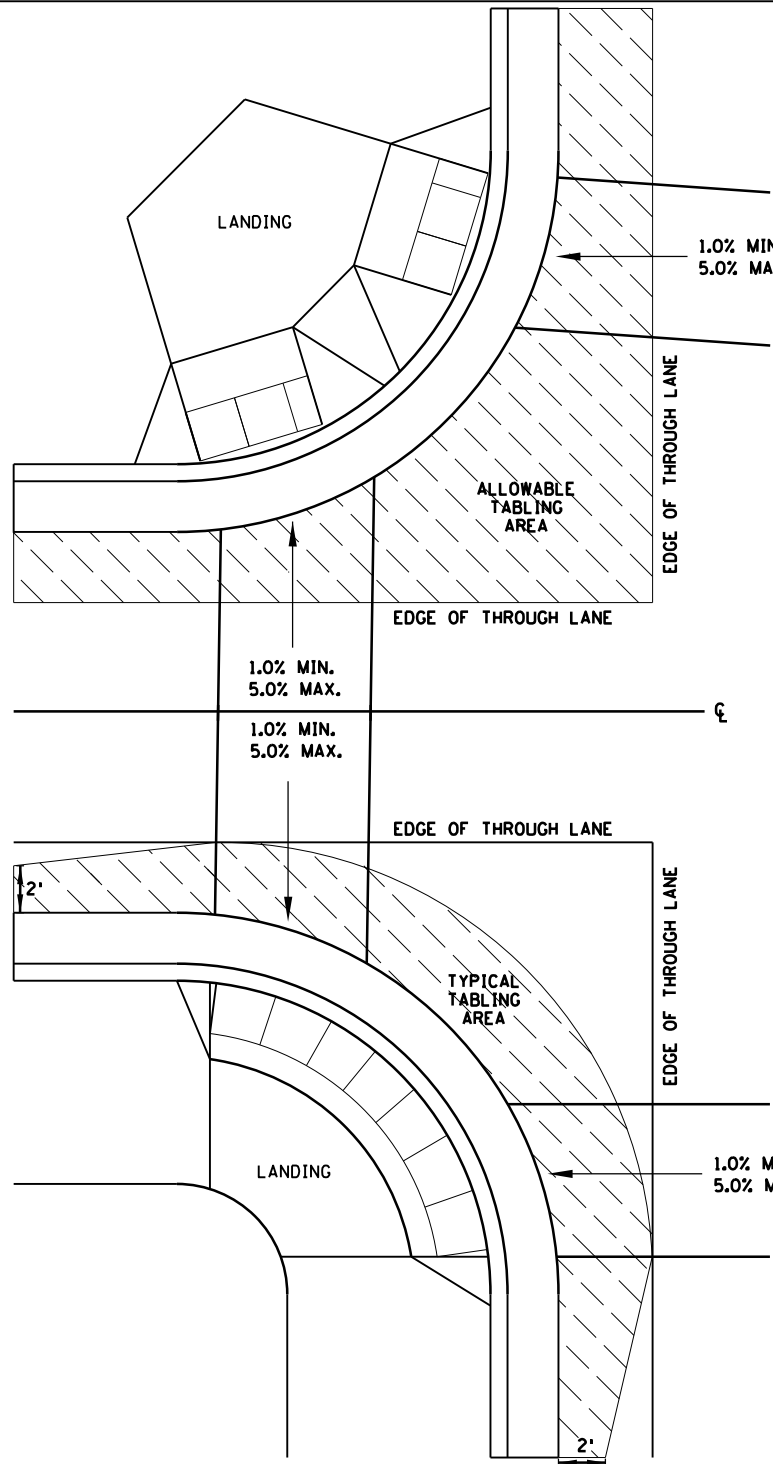 LANDING
1.0% MIN
5.0% MA
EDGE OF THROUGH LANE
ALLOWABLE
TABLING
AREA
EDGE OF THROUGH LANE
1.0% MIN.
5.0% MAX.
℄
1.0% MIN.
5.0% MAX.
EDGE OF THROUGH LANE
2'
EDGE OF THROUGH LANE
TYPICAL
TABLING
AREA
LANDING
1.0% M
5.0% M
2'